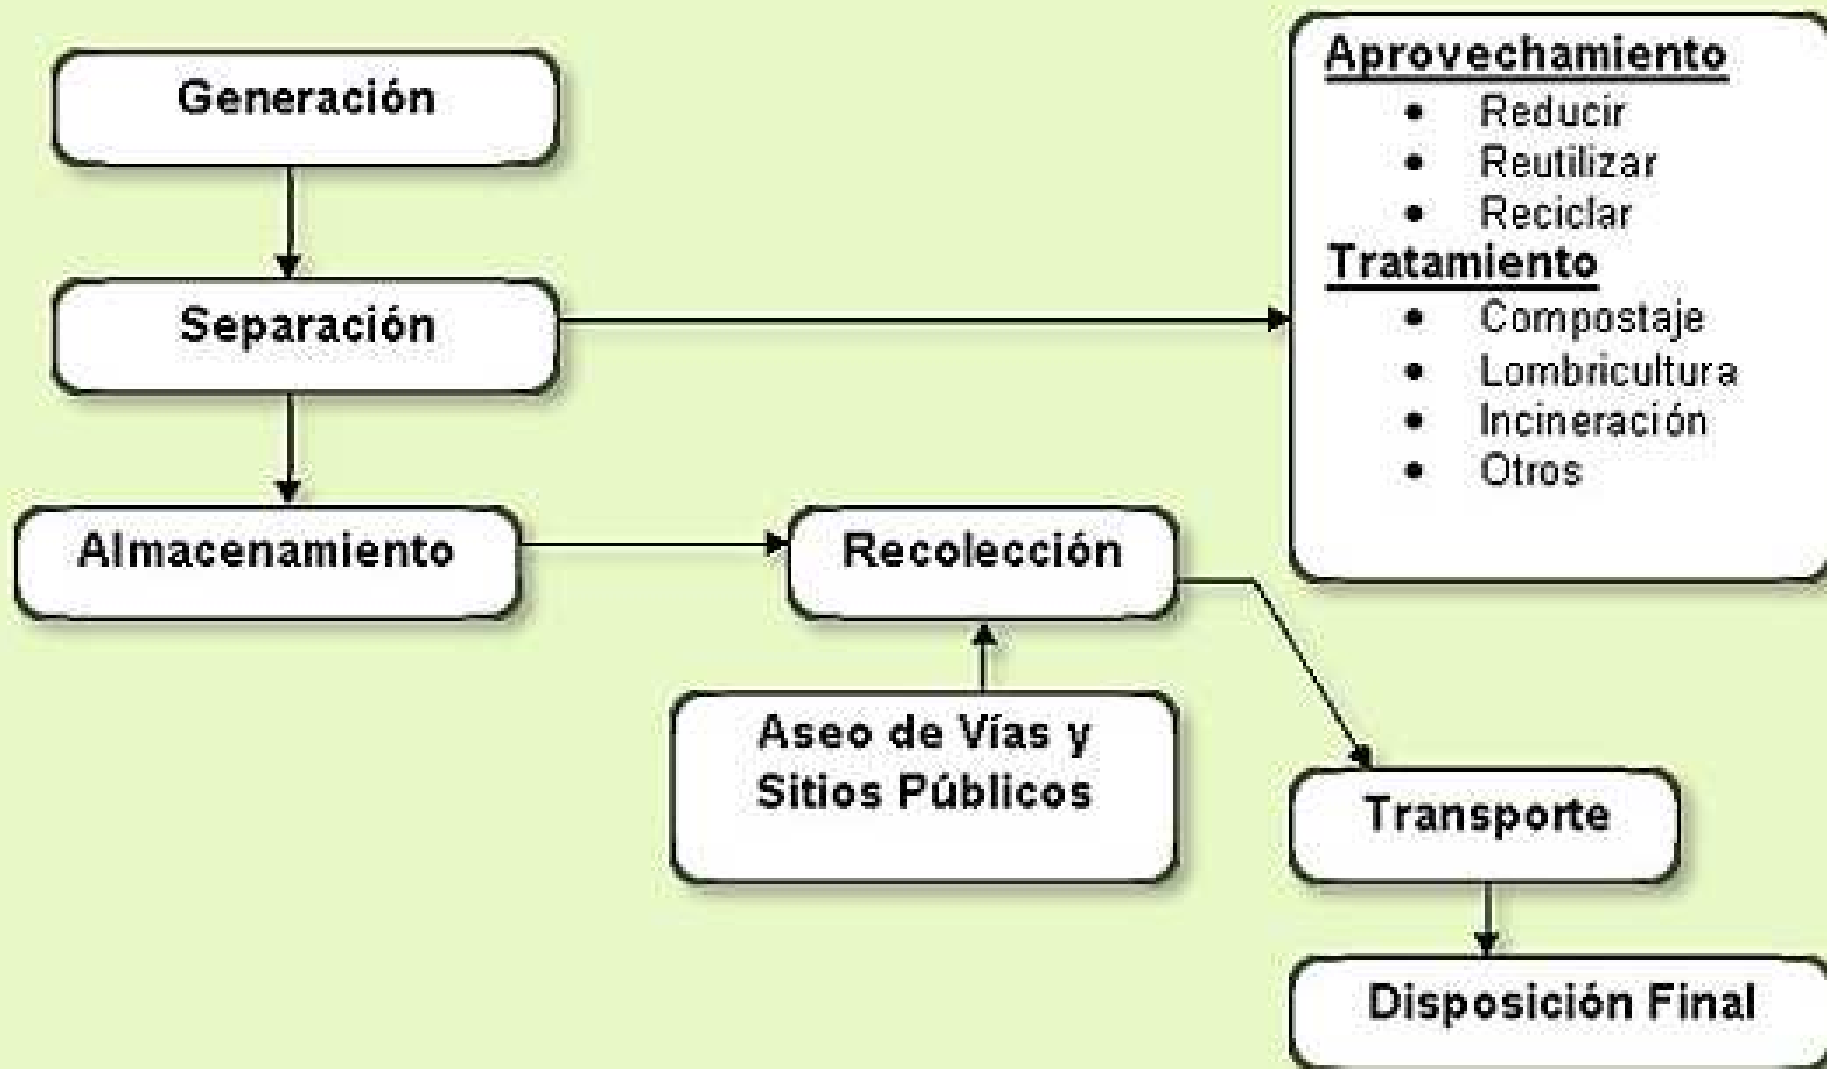 Generación
Separación
Almacenamiento
Recolección
Aseo de Vías y
Sitios Públicos
Aprovechamiento
• Reducir
• Reutilizar
• Reciclar
Tratamiento
• Compostaje
• Lombricultura
• Incineración
• Otros
Transporte
Disposición Final